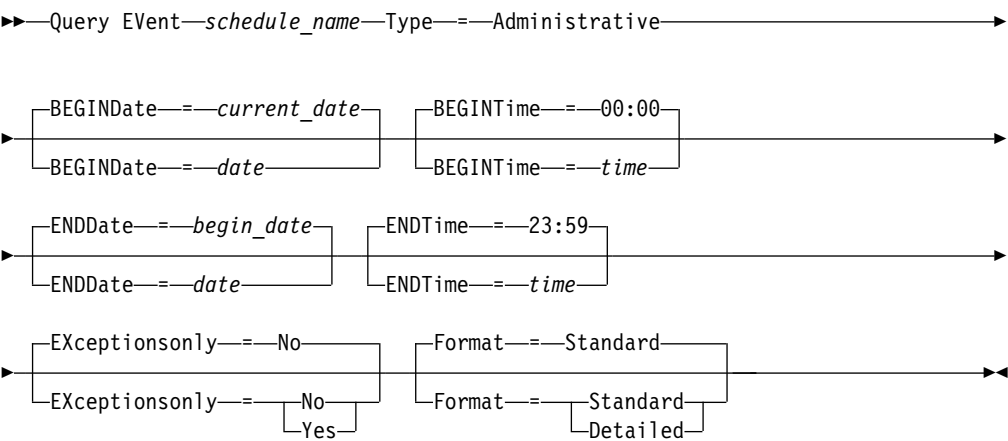 Query EVent schedule_name Type = Administrative
BEGINDate = current_date BEGINTime = 00:00
BEGINDate = date BEGINTime = time
ENDDate = begin_date ENDTime = 23:59
ENDDate = date ENDTime = time
EXceptionsonly = No Format = Standard
EXceptionsonly = No Format = Standard
Yes Detailed